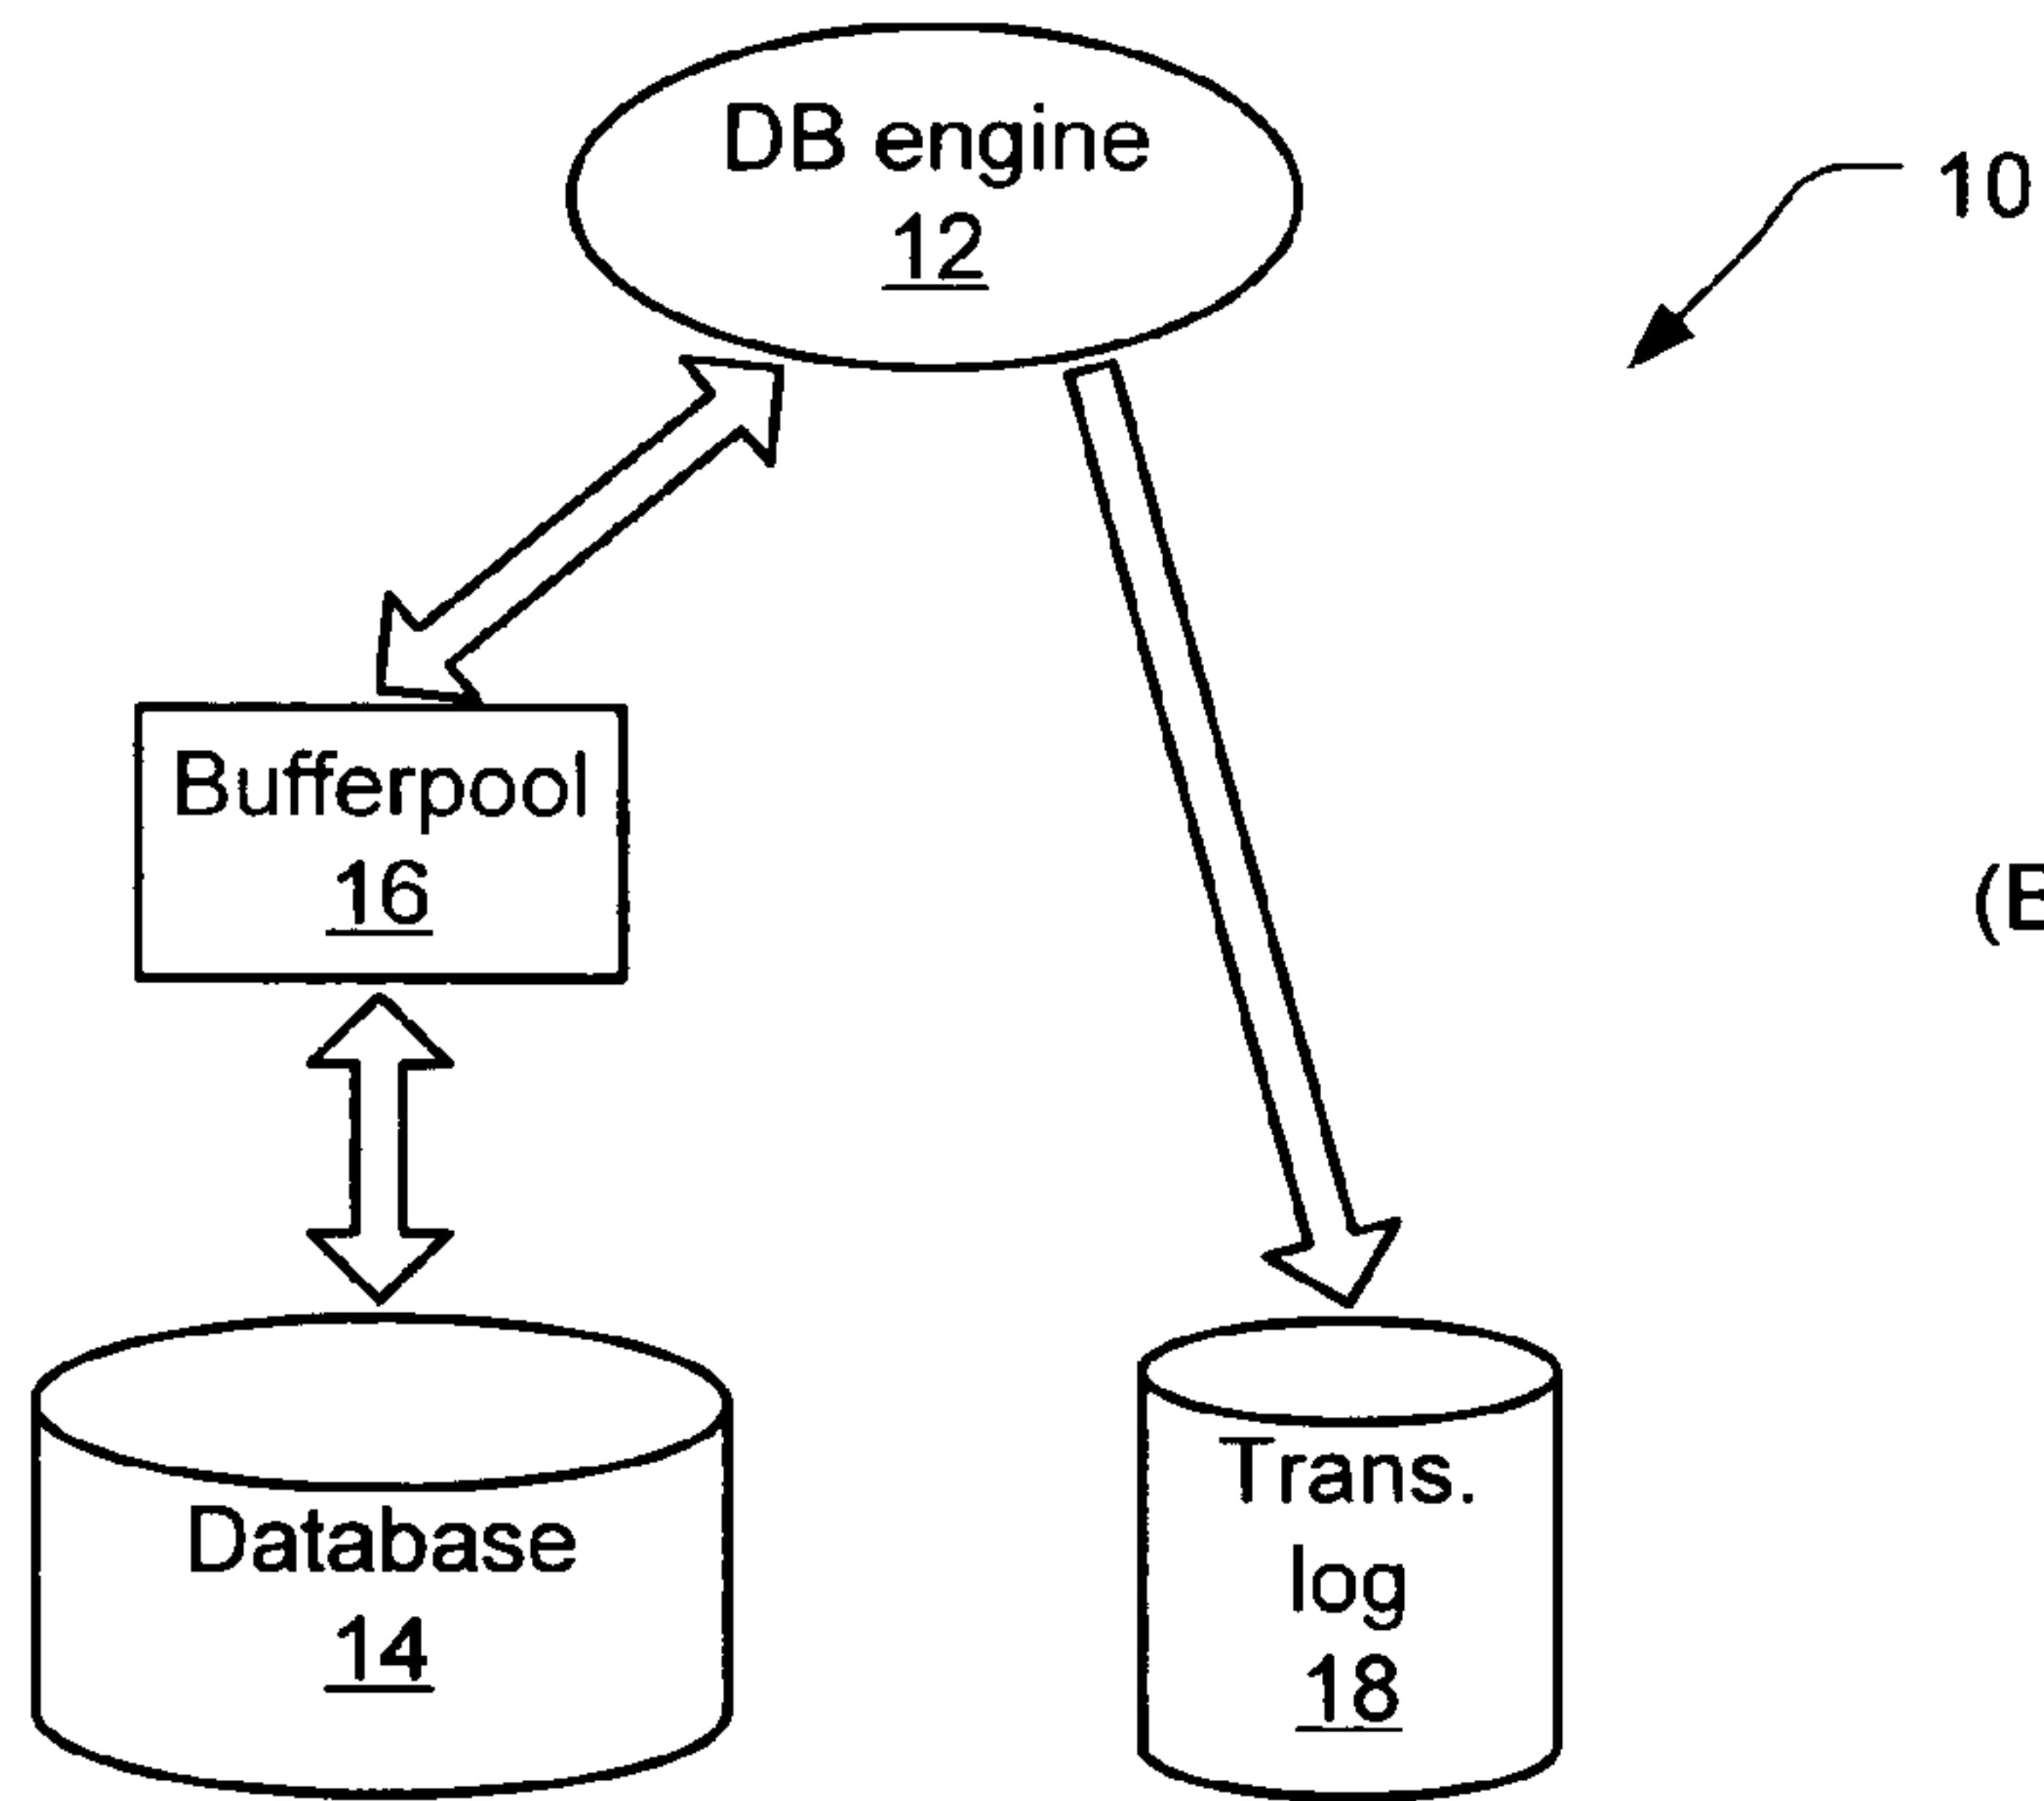 DB engine
12
10
Bufferpool
16
(B
Database
14
Trans.
log
18